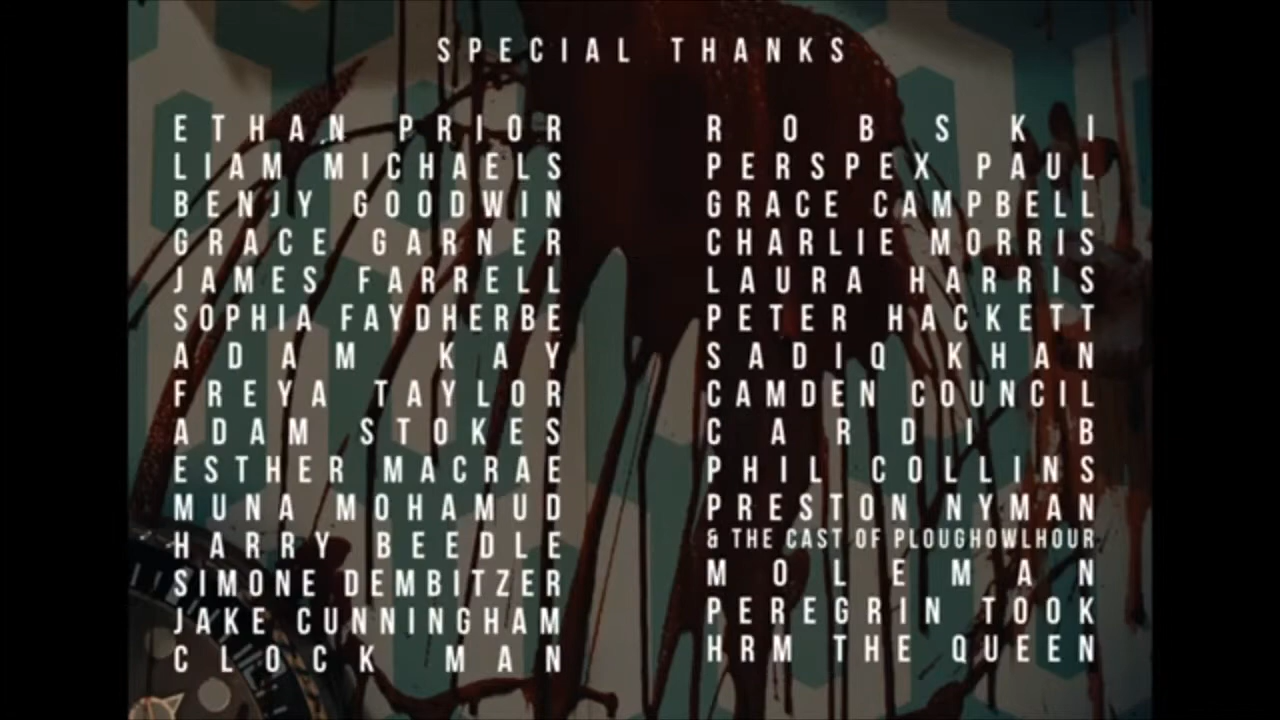 SPECIAL THANKS
ETHAN PRIOR
LIAM MICHAELS
BENJY GOODWIN
GRACE GARNER
JAMES FARRELL
SOPHIA FAYDHERBE
ADAM KAY
FREYA TAYLOR
ADAM STOKES
ESTHER MACRAE
MUNA MOHAMUD
HARRY BEEDLE
SIMONE DEMBITZER
JAKE CUNNINGHAM
CLOCK MAN
ROBSKI
PERSPEX PAUL
GRACE CAMPBELL
CHARLIE MORRIS
LAURA HARRIS
PETER HACKETT
SADIQ KHAN
CAMDEN COUNCIL
CARDI B
PHIL COLLINS
PRESTON NYMAN
& THE CAST OF PLOUGHOWLHOUR
MOLEMAN
PEREGRIN TOOK
HRM THE QUEEN